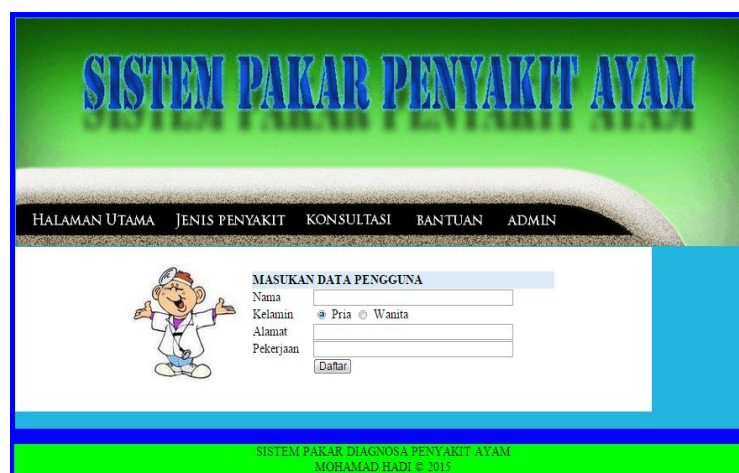 SISTEM PAKAR PENYAKIT AYAM
HALAMAN UTAMA JENIS PENYAKIT KONSULTASI BANTUAN ADMIN
MASUKAN DATA PENGGUNA
Nama
Kelamin Pria Wanita
Alamat
Pekerjaan
Daftar
SISTEM PAKAR DIAGNOSA PENYAKIT AYAM
MOHAMAD HADI © 2015